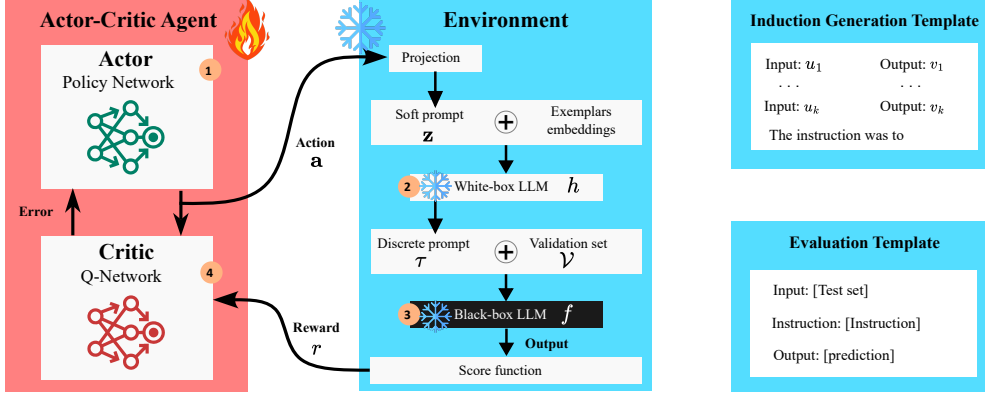 Actor-Critic Agent
Actor
1
Policy Network
Error
Critic
Q-Network
4
Action
a
Reward
r
Environment
Projection
Soft prompt
z
Exemplars
embeddings
2
White-box LLM h
Discrete prompt
τ
Validation set
𝒱
3
Black-box LLM f
Output
Score function
Induction Generation Template
Input: u₁ Output: v₁
. . . . . .
Input: uₖ Output: vₖ
The instruction was to
Evaluation Template
Input: [Test set]
Instruction: [Instruction]
Output: [prediction]